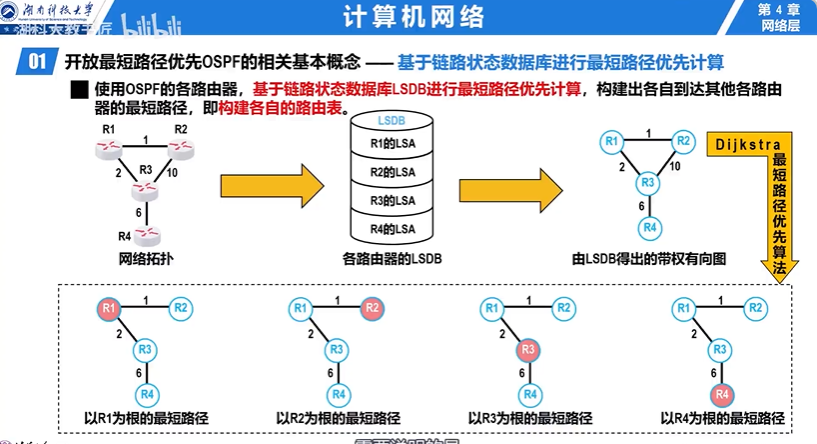 湖南科技大学
计算机网络
第 4 章
网络层
bilibili
01 开放最短路径优先OSPF的相关基本概念 —— 基于链路状态数据库进行最短路径优先计算
使用OSPF的各路由器，基于链路状态数据库LSDB进行最短路径优先计算，构建出各自到达其他各路由
器的最短路径，即构建各自的路由表。
R1 R2
1
2 R3 10
6
R4
网络拓扑
LSDB
R1的LSA
R2的LSA
R3的LSA
R4的LSA
各路由器的LSDB
R1 1 R2
2 10
R3
6
R4
由LSDB得出的带权有向图
Dijkstra
最短路径优先算法
R1 1 R2
2
R3
6
R4
以R1为根的最短路径
R1 1 R2
2
R3
6
R4
以R2为根的最短路径
R1 1 R2
2
R3
6
R4
以R3为根的最短路径
R1 1 R2
2
R3
6
R4
以R4为根的最短路径